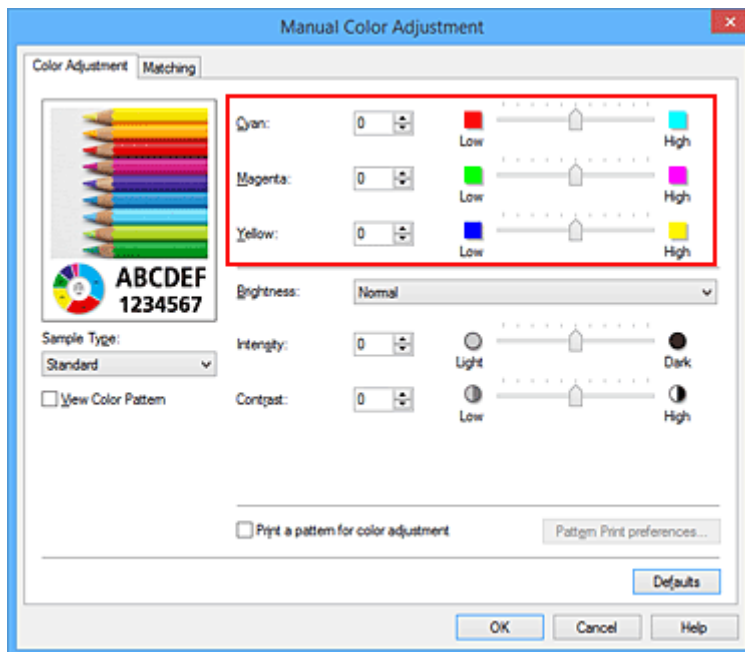 Manual Color Adjustment
Color Adjustment
Matching
ABCDEF
1234567
Sample Type:
Standard
View Color Pattern
Cyan: 0
Low High
Magenta: 0
Low High
Yellow: 0
Low High
Brightness: Normal
Intensity: 0
Light Dark
Contrast: 0
Low High
Print a pattern for color adjustment
Pattern Print preferences...
Defaults
OK Cancel Help